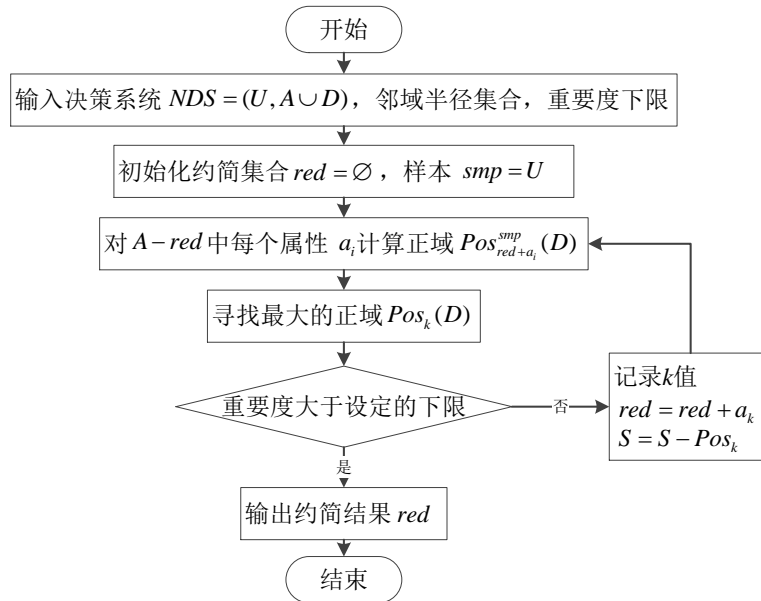 开始
输入决策系统 NDS = (U, A ∪ D)，邻域半径集合，重要度下限
初始化约简集合 red = ∅，样本 smp = U
对 A − red 中每个属性 a_i 计算正域 Pos^{smp}_{red+a_i}(D)
寻找最大的正域 Pos_k(D)
重要度大于设定的下限
否
记录k值
red = red + a_k
S = S − Pos_k
是
输出约简结果 red
结束